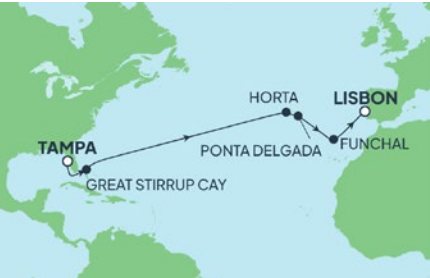 HORTA
LISBON
PONTA DELGADA
FUNCHAL
TAMPA
GREAT STIRRUP CAY